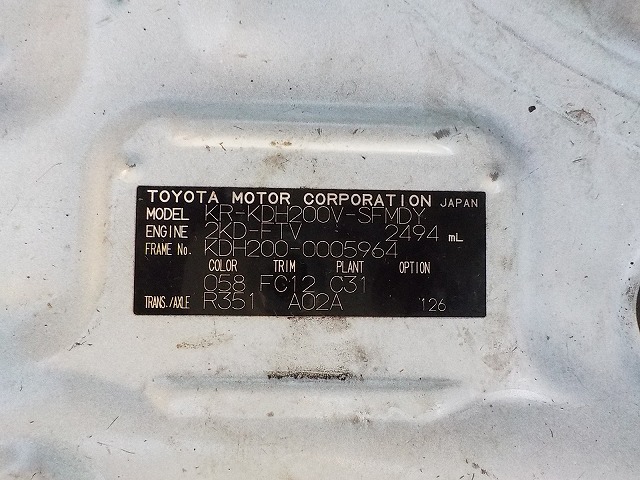 TOYOTA MOTOR CORPORATION JAPAN
MODEL KR-KDH200V-SFMDY
ENGINE 2KD-FTV 2494 mL
FRAME No. KDH200-0005964
COLOR TRIM PLANT OPTION
058 FC12 C31
TRANS./AXLE R351 A02A 126